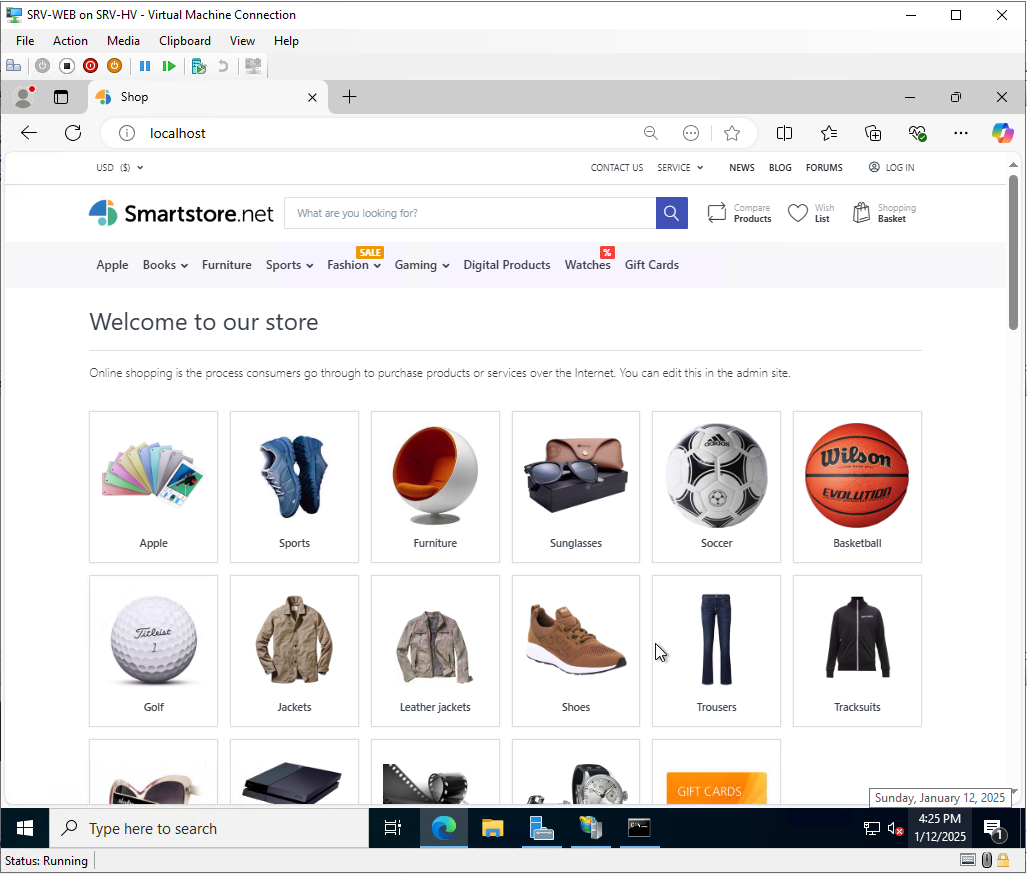 SRV-WEB on SRV-HV - Virtual Machine Connection
File Action Media Clipboard View Help
Shop
localhost
USD ($) CONTACT US SERVICE NEWS BLOG FORUMS LOG IN
Smartstore.net What are you looking for? Compare Products Wish List Shopping Basket
SALE %
Apple Books Furniture Sports Fashion Gaming Digital Products Watches Gift Cards
Welcome to our store
Online shopping is the process consumers go through to purchase products or services over the Internet. You can edit this in the admin site.
adidas
Wilson
EVOLUTION
Apple Sports Furniture Sunglasses Soccer Basketball
Titleist
1
Golf Jackets Leather jackets Shoes Trousers Tracksuits
GIFT CARDS
Sunday, January 12, 2025
Type here to search
4:25 PM
1/12/2025
1
Status: Running